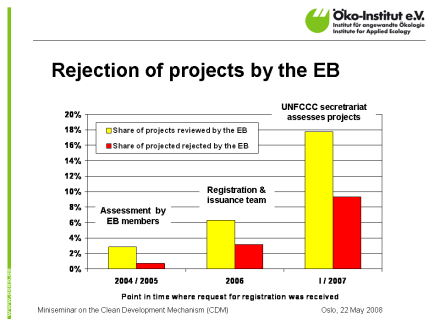 Öko-Institut e.V.
Institut für angewandte Ökologie
Institute for Applied Ecology
Rejection of projects by the EB
UNFCCC secretrariat
assesses projects
20%
18%
16%
14%
12%
10%
8%
6%
4%
2%
0%
Share of projects reviewed by the EB
Share of projected rejected by the EB
Registration &
issuance team
Assessment by
EB members
2004 / 2005
2006
I / 2007
Point in time where request for registration was received
Miniseminar on the Clean Development Mechanism (CDM)
Oslo, 22 May 2008